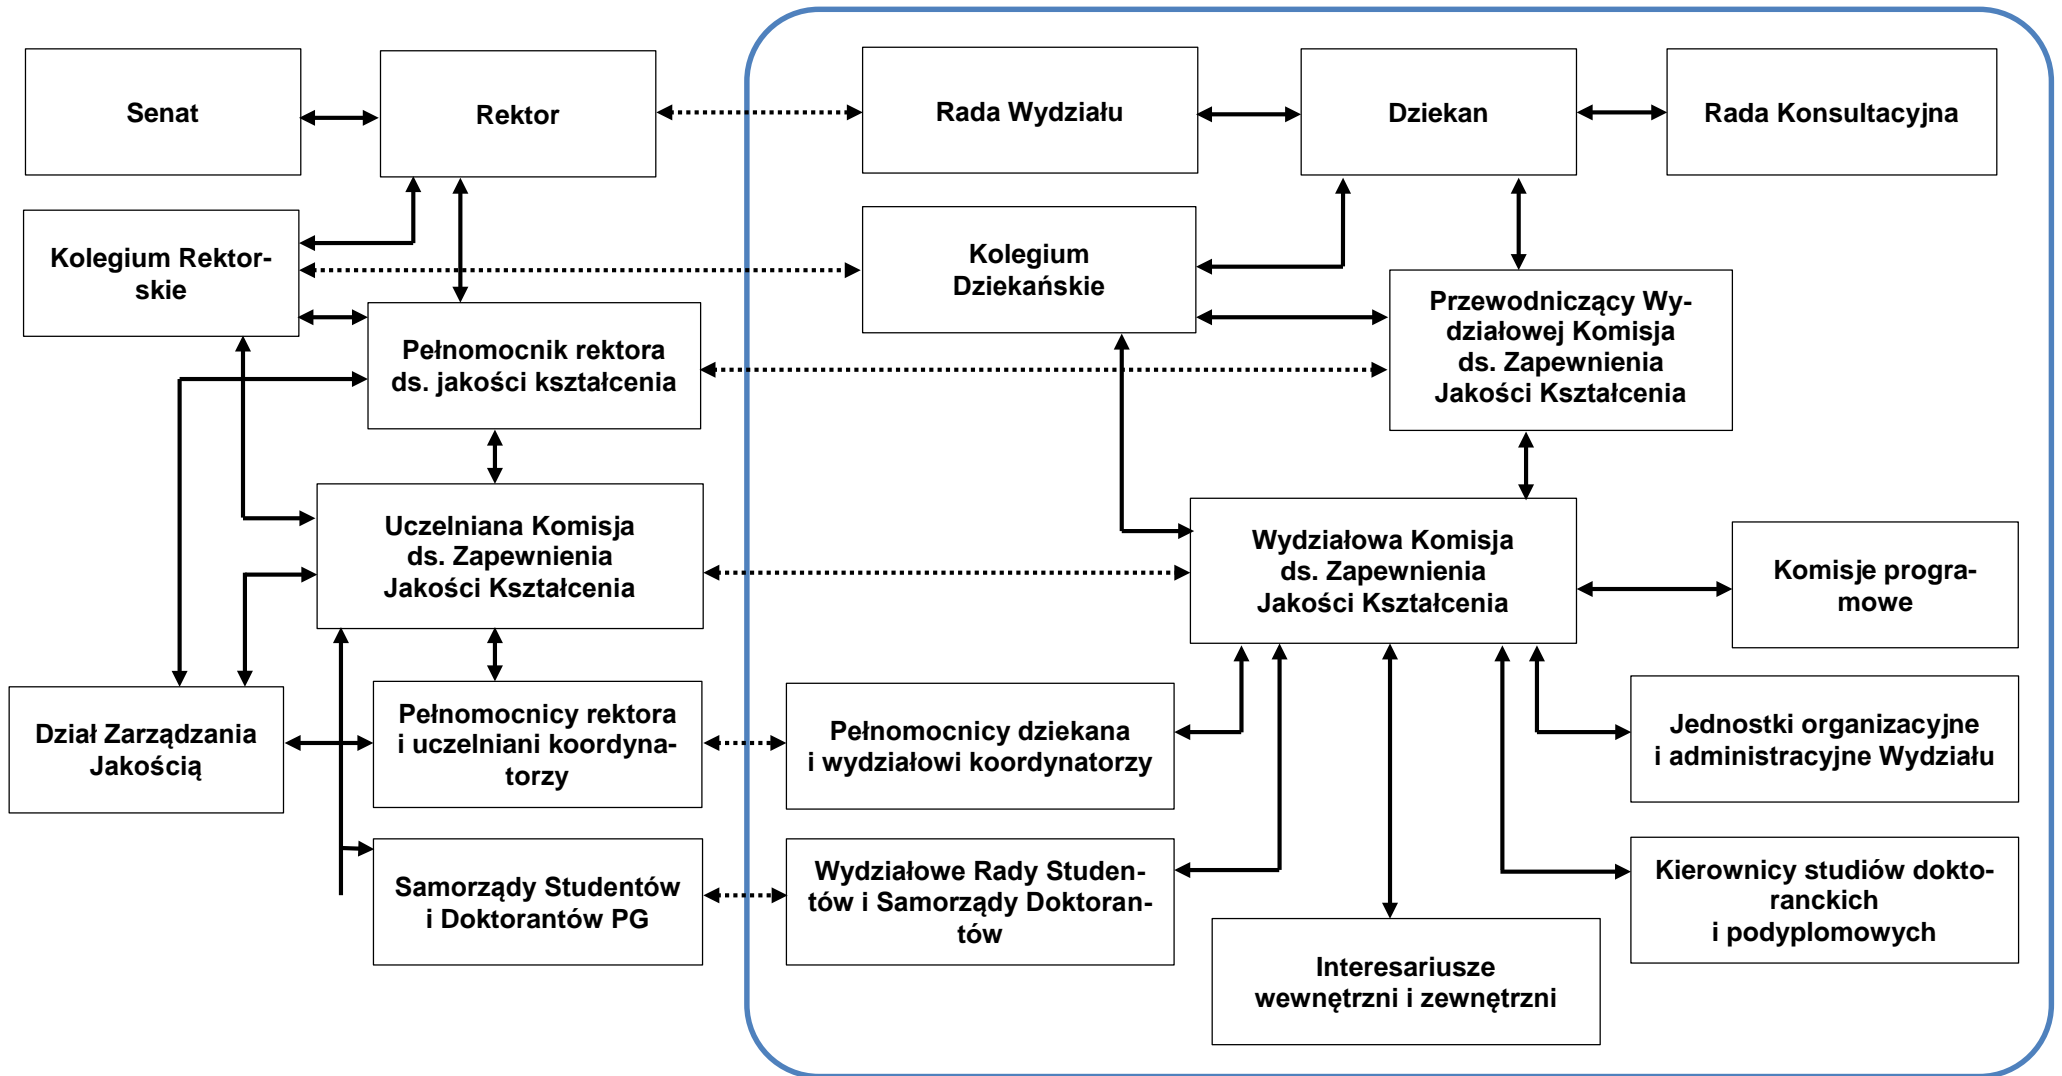 Senat
Rektor
Rada Wydziału
Dziekan
Rada Konsultacyjna
Kolegium Rektor-
skie
Kolegium
Dziekańskie
Przewodniczący Wy-
działowej Komisja
ds. Zapewnienia
Jakości Kształcenia
Pełnomocnik rektora
ds. jakości kształcenia
Uczelniana Komisja
ds. Zapewnienia
Jakości Kształcenia
Wydziałowa Komisja
ds. Zapewnienia
Jakości Kształcenia
Komisje progra-
mowe
Dział Zarządzania
Jakością
Pełnomocnicy rektora
i uczelniani koordyna-
torzy
Pełnomocnicy dziekana
i wydziałowi koordynatorzy
Jednostki organizacyjne
i administracyjne Wydziału
Samorządy Studentów
i Doktorantów PG
Wydziałowe Rady Studen-
tów i Samorządy Doktoran-
tów
Kierownicy studiów dokto-
ranckich
i podyplomowych
Interesariusze
wewnętrzni i zewnętrzni